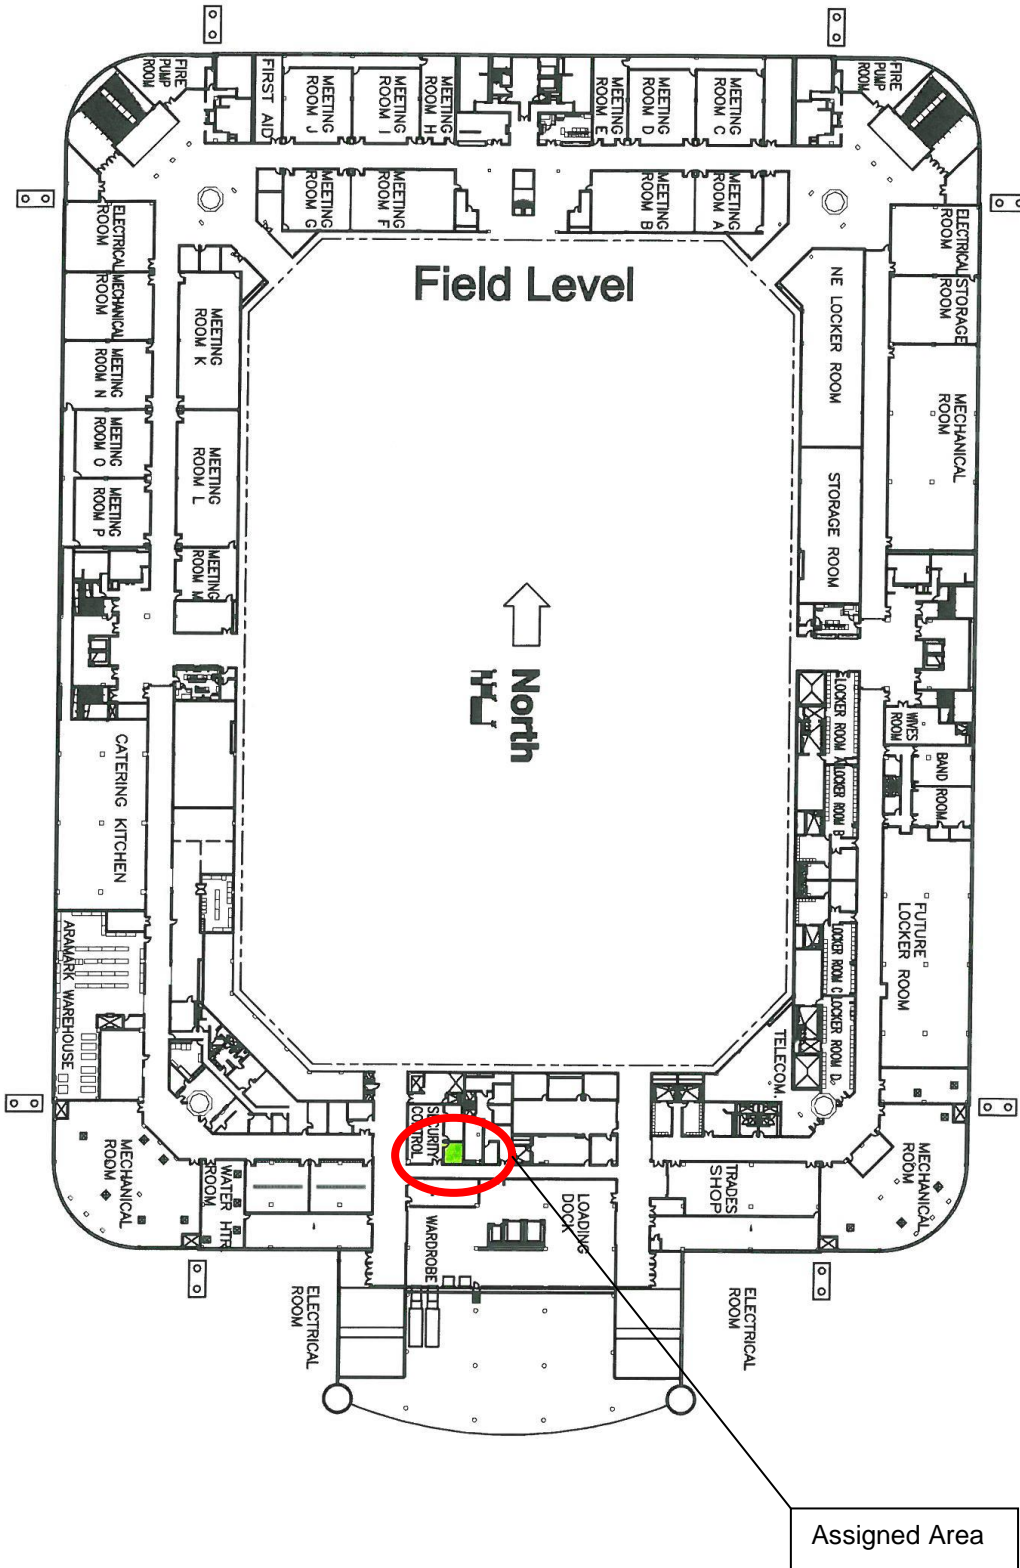 FIRE
PUMP
ROOM
FIRST AID
MEETING
ROOM J
MEETING
ROOM I
MEETING
ROOM H
MEETING
ROOM E
MEETING
ROOM D
MEETING
ROOM C
FIRE
PUMP
ROOM
MEETING
ROOM G
MEETING
ROOM F
MEETING
ROOM B
MEETING
ROOM A
ELECTRICAL
ROOM
MECHANICAL
ROOM
MEETING
ROOM N
MEETING
ROOM O
MEETING
ROOM P
MEETING
ROOM K
MEETING
ROOM L
MEETING
ROOM M
Field Level
NE LOCKER ROOM
STORAGE ROOM
ELECTRICAL
ROOM
STORAGE
ROOM
MECHANICAL
ROOM
North
LOCKER ROOM A
LOCKER ROOM B
LOCKER ROOM C
LOCKER ROOM D
WIVES
ROOM
BAND ROOM
FUTURE
LOCKER ROOM
CATERING KITCHEN
ARAMARK WAREHOUSE
TELECOM.
SECURITY
CONTROL
MECHANICAL
ROOM
WATER HTR.
ROOM
WARDROBE
LOADING
DOCK
TRADES
SHOP
MECHANICAL
ROOM
ELECTRICAL
ROOM
ELECTRICAL
ROOM
Assigned Area